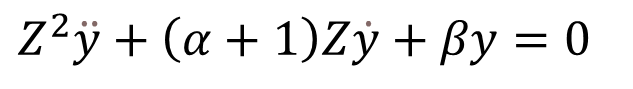 Z²ÿ + (α + 1)Zẏ + βy = 0